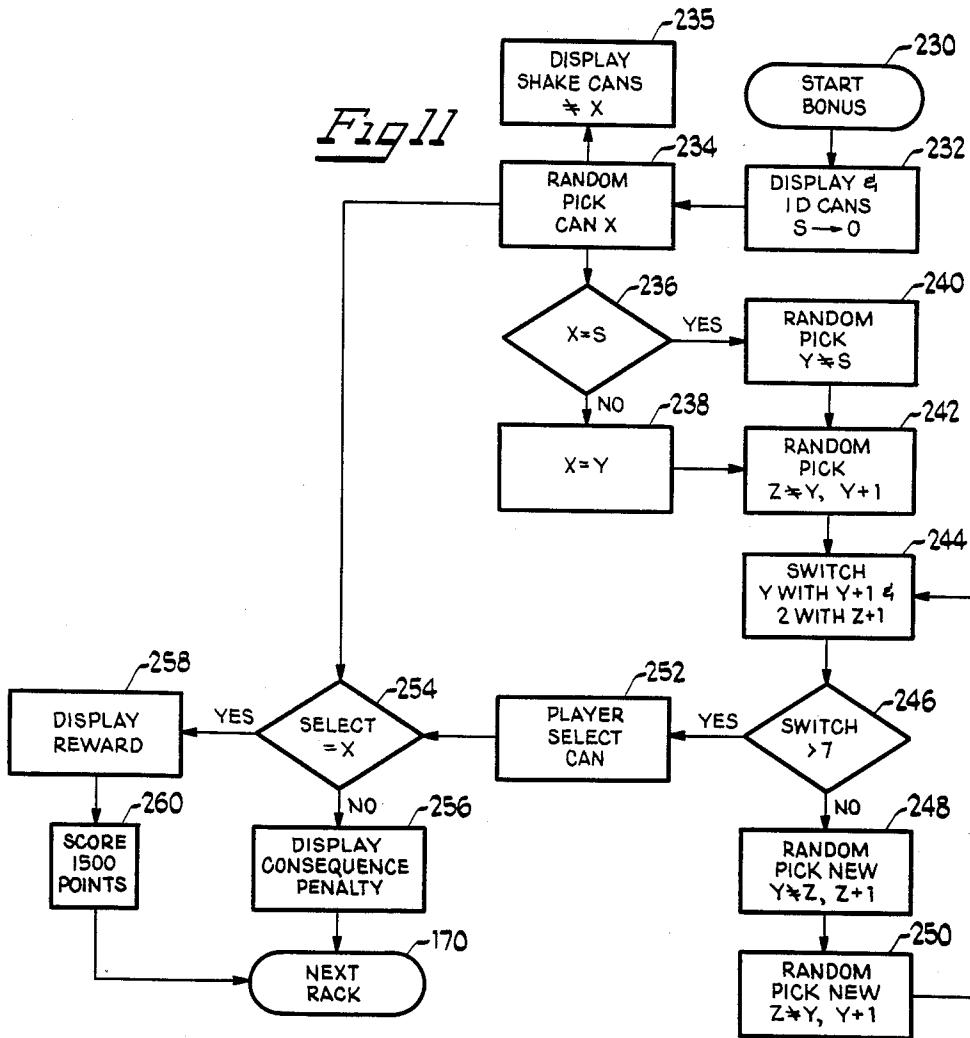 235
DISPLAY
SHAKE CANS
≠ X
230
START
BONUS
Fig 11
234
RANDOM
PICK
CAN X
232
DISPLAY &
ID CANS
S → 0
236
X=S
YES
NO
240
RANDOM
PICK
Y≠S
238
X=Y
242
RANDOM
PICK
Z≠Y, Y+1
244
SWITCH
Y WITH Y+1 &
2 WITH Z+1
258
DISPLAY
REWARD
YES
254
SELECT
=X
NO
252
PLAYER
SELECT
CAN
YES
246
SWITCH
>7
NO
260
SCORE
1500
POINTS
256
DISPLAY
CONSEQUENCE
PENALTY
248
RANDOM
PICK NEW
Y≠Z, Z+1
170
NEXT
RACK
250
RANDOM
PICK NEW
Z≠Y, Y+1